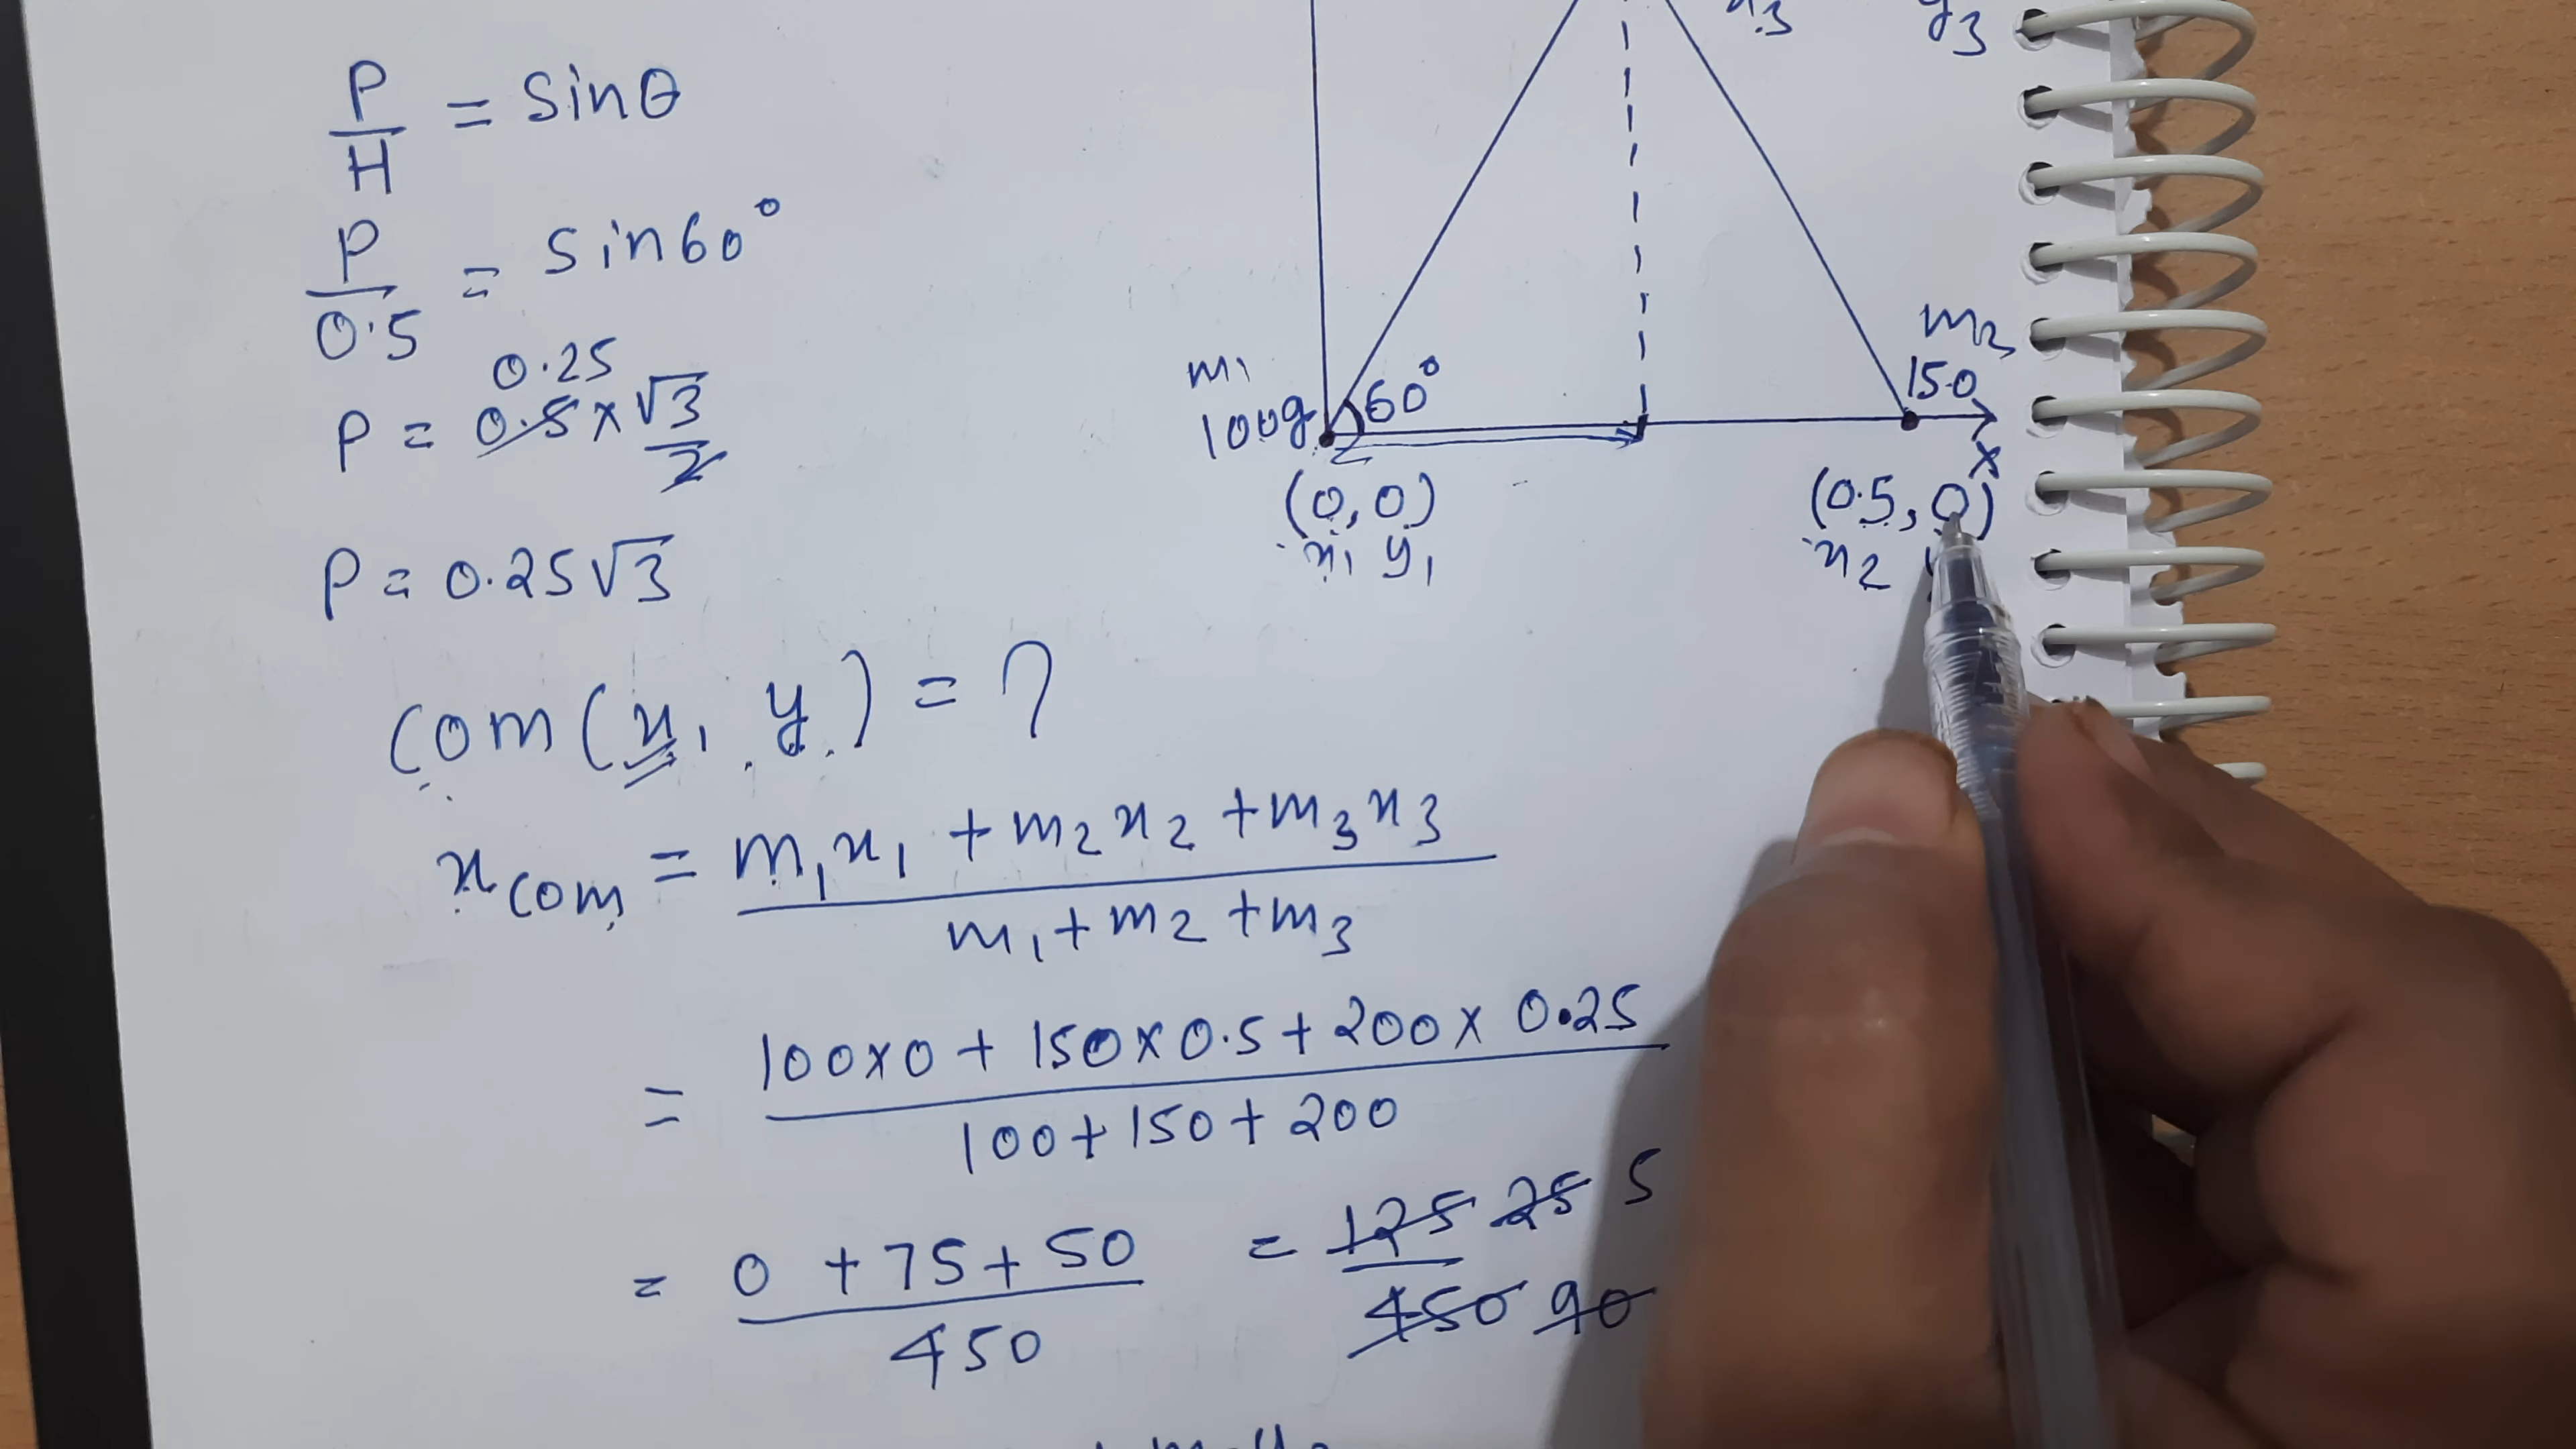 P/H = Sinθ
P/0.5 = Sin60°
0.25
P = 0.5 × √3/2
P = 0.25√3
x3 y3
m1
100g
60°
m2
150
x
(0, 0)
x1 y1
(0.5, 0)
x2
com(x, y) = ?
xcom = m1x1 + m2x2 + m3x3
m1 + m2 + m3
= 100×0 + 150×0.5 + 200× 0.25
100 + 150 + 200
= 0 + 75 + 50 = 125 25 5
450 450 90